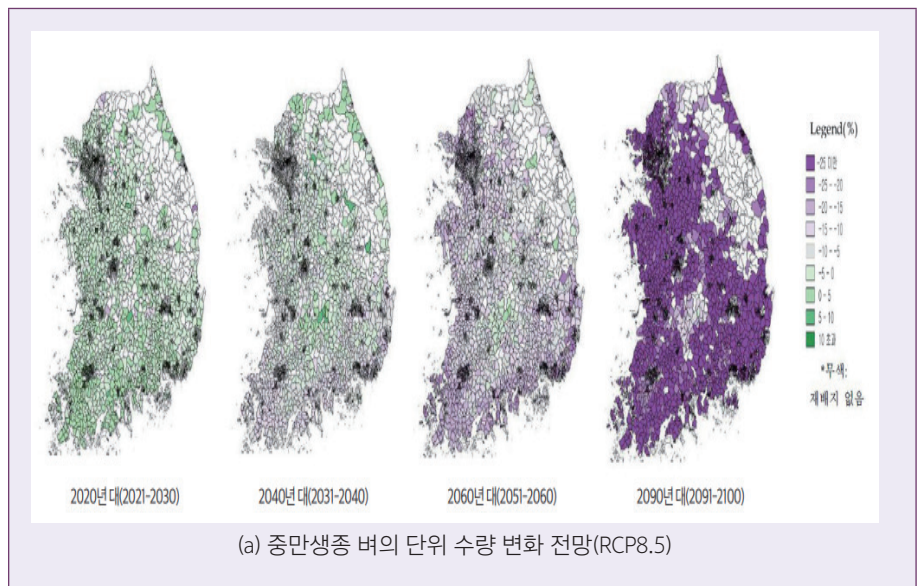 Legend(%)
-25 미만
-25 ~ -20
-20 ~ -15
-15 ~ -10
-10 ~ -5
-5 ~ 0
0 ~ 5
5 ~ 10
10 초과
*무색:
재배지 없음
2020년대(2021-2030)
2040년대(2031-2040)
2060년대(2051-2060)
2090년대(2091-2100)
(a) 중만생종 벼의 단위 수량 변화 전망(RCP8.5)